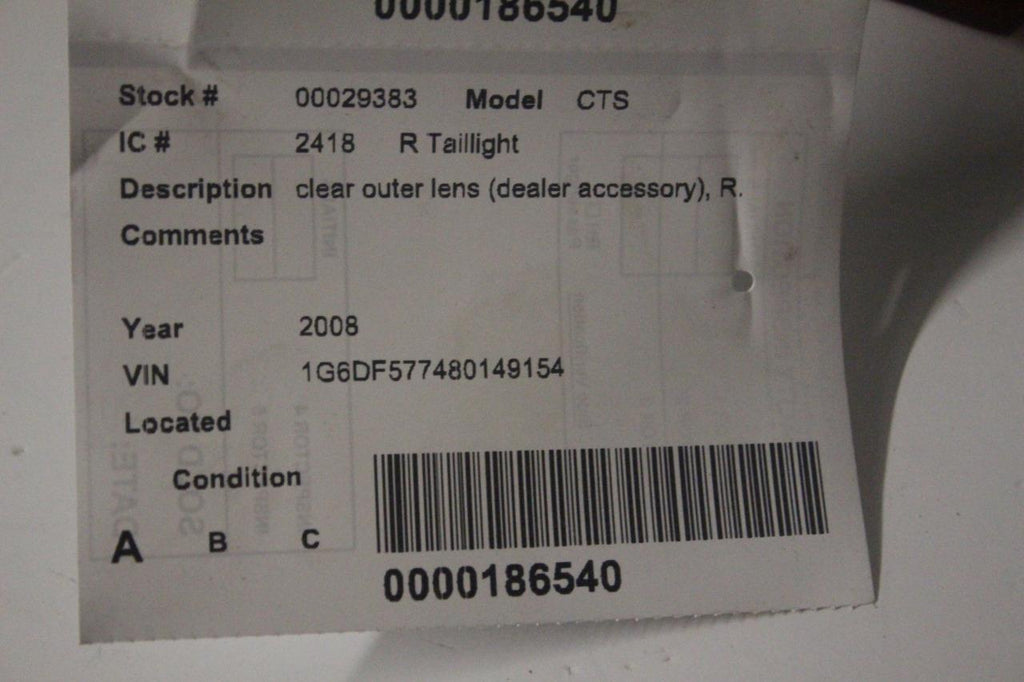 0000186540
Stock # 00029383 Model CTS
IC # 2418 R Taillight
Description clear outer lens (dealer accessory), R.
Comments
Year 2008
VIN 1G6DF577480149154
Located
Condition
A B C
0000186540